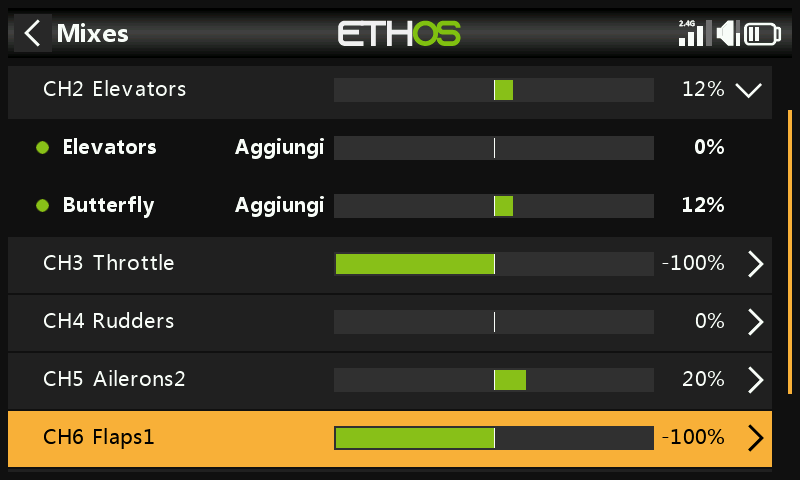 Mixes ETHOS 2.4G
CH2 Elevators 12%
Elevators Aggiungi 0%
Butterfly Aggiungi 12%
CH3 Throttle -100%
CH4 Rudders 0%
CH5 Ailerons2 20%
CH6 Flaps1 -100%